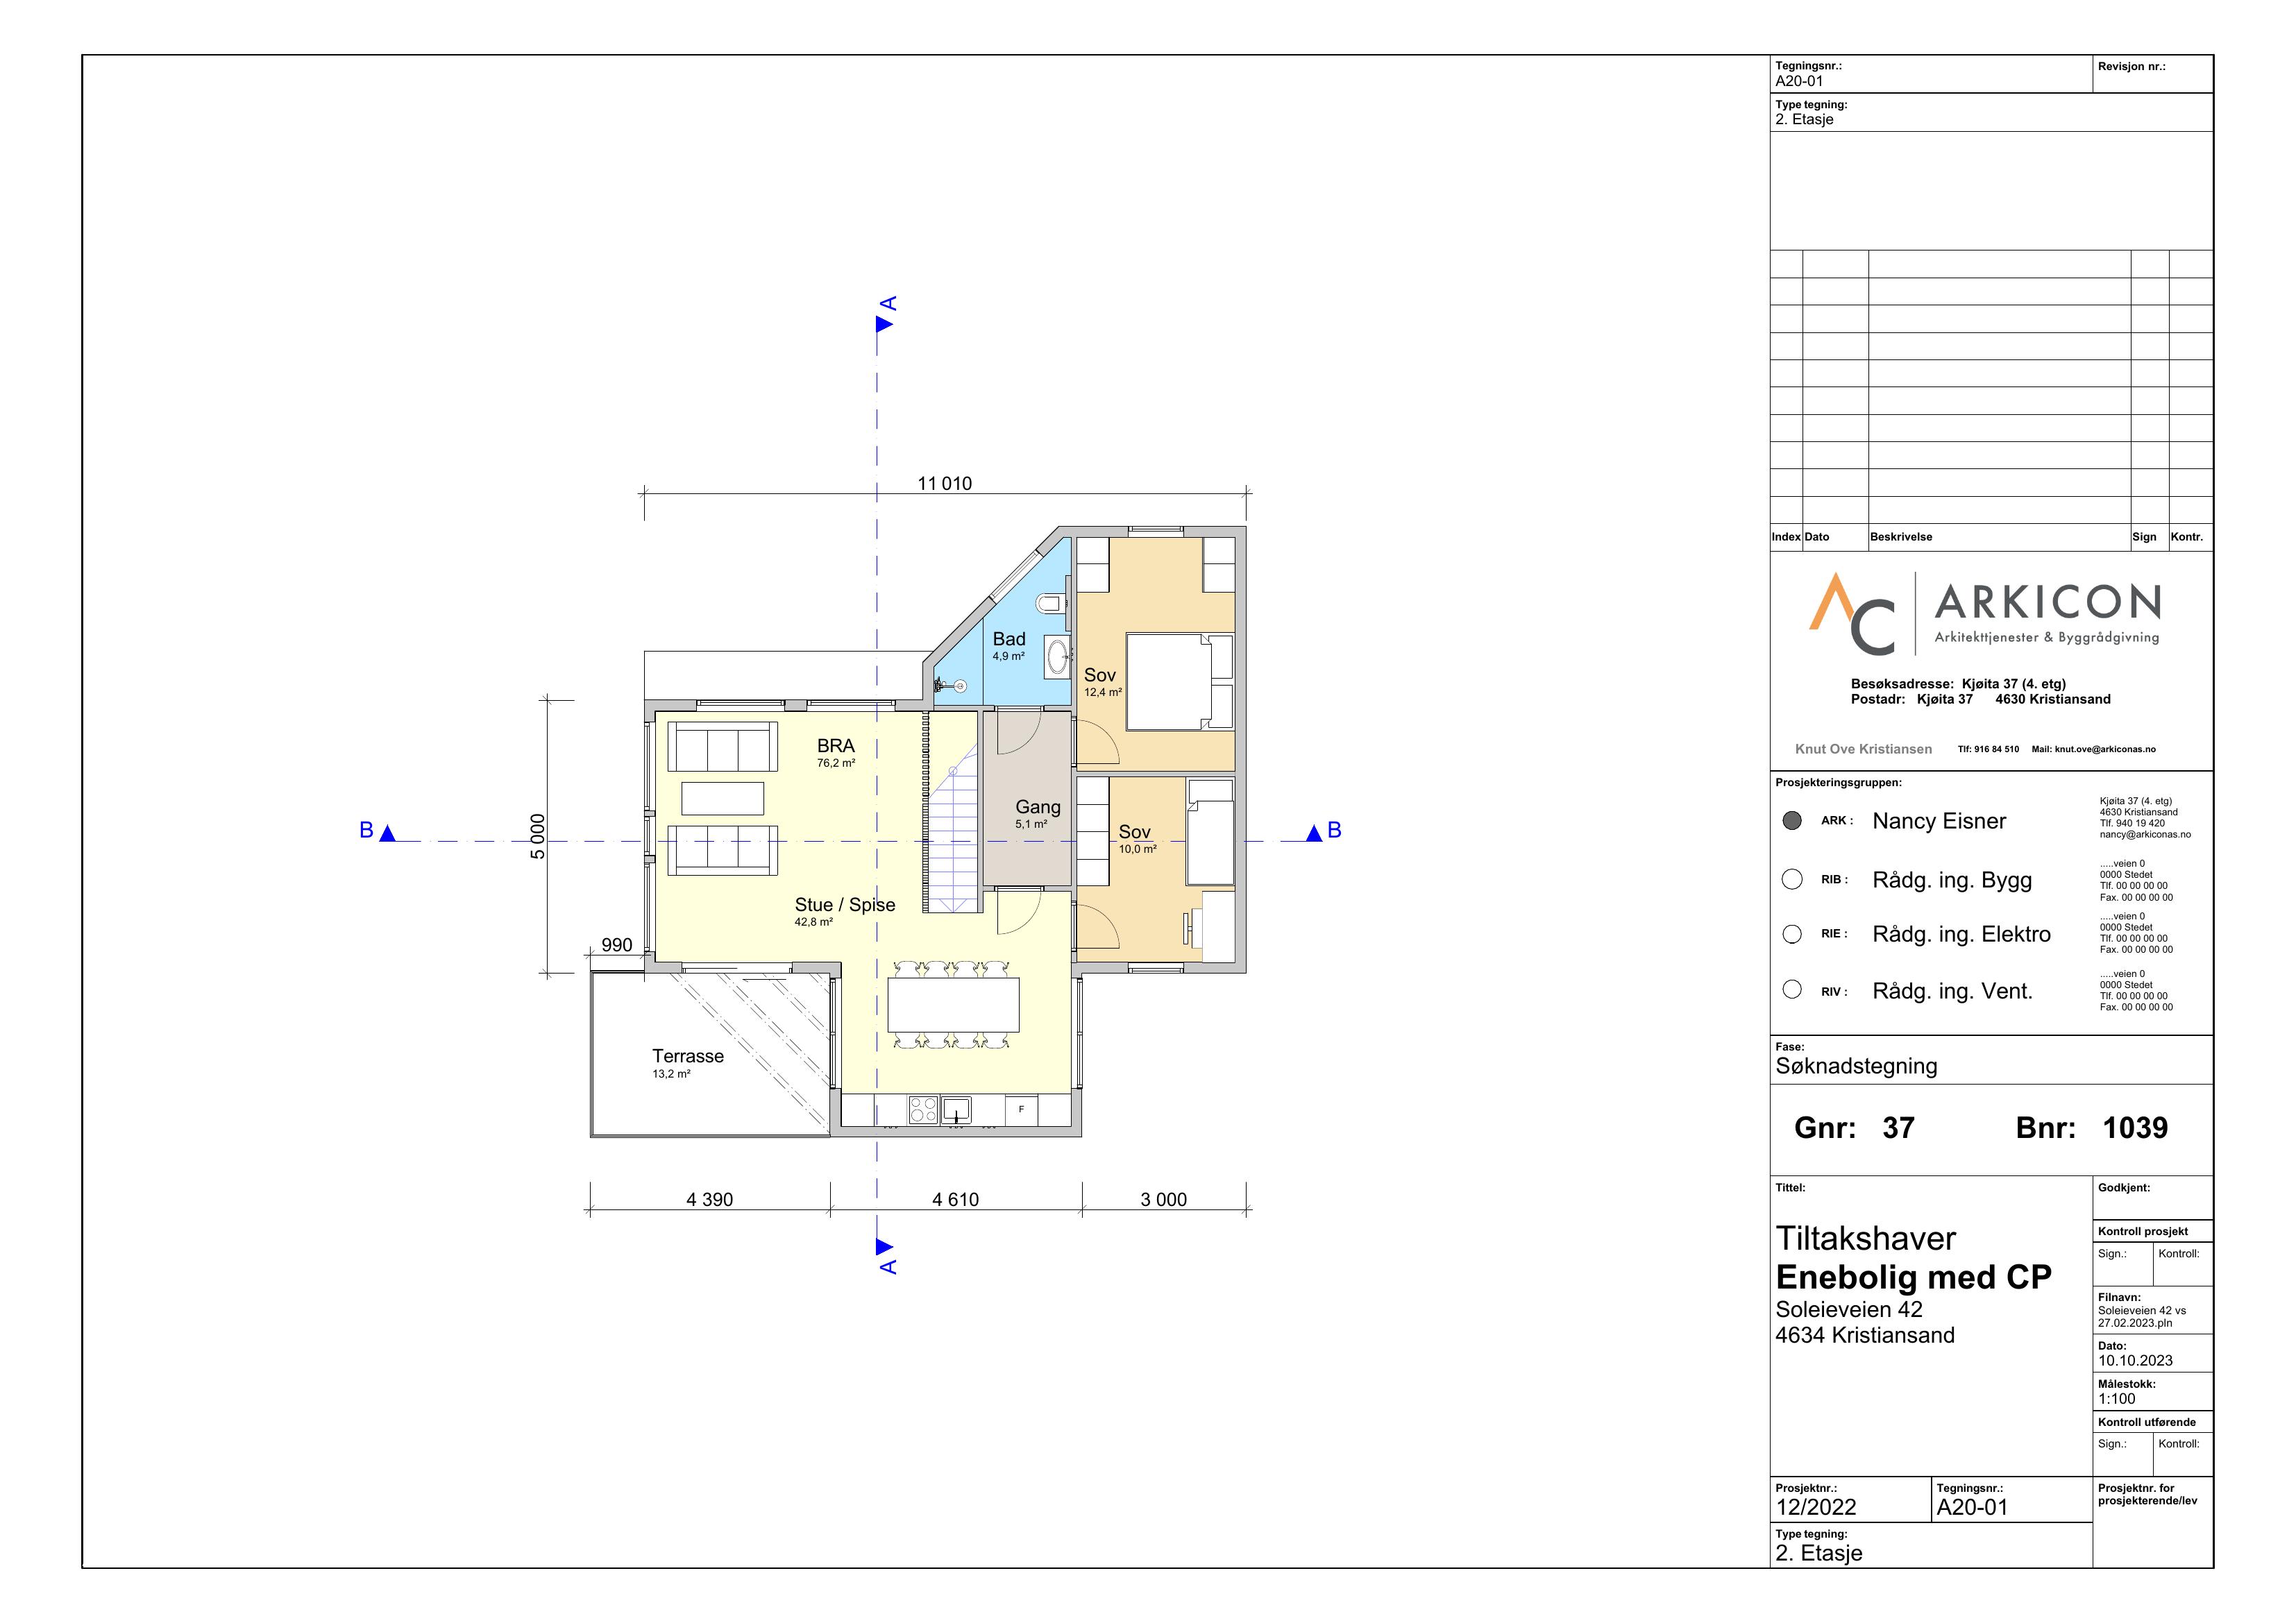 Tegningsnr.:
A20-01
Revisjon nr.:
Type tegning:
2. Etasje
A
11 010
Bad
4,9 m²
Sov
12,4 m²
BRA
76,2 m²
Gang
5,1 m²
5 000
B
B
Sov
10,0 m²
Stue / Spise
42,8 m²
990
Terrasse
13,2 m²
F
4 390
4 610
3 000
A
Index Dato Beskrivelse Sign Kontr.
AC ARKICON
Arkitekttjenester & Byggrådgivning
Besøksadresse: Kjøita 37 (4. etg)
Postadr: Kjøita 37 4630 Kristiansand
Knut Ove Kristiansen Tlf: 916 84 510 Mail: knut.ove@arkiconas.no
Prosjekteringsgruppen:
ARK : Nancy Eisner
Kjøita 37 (4. etg)
4630 Kristiansand
Tlf. 940 19 420
nancy@arkiconas.no
RIB : Rådg. ing. Bygg
.....veien 0
0000 Stedet
Tlf. 00 00 00 00
Fax. 00 00 00 00
RIE : Rådg. ing. Elektro
.....veien 0
0000 Stedet
Tlf. 00 00 00 00
Fax. 00 00 00 00
RIV : Rådg. ing. Vent.
.....veien 0
0000 Stedet
Tlf. 00 00 00 00
Fax. 00 00 00 00
Fase:
Søknadstegning
Gnr: 37 Bnr: 1039
Tittel:
Tiltakshaver
Enebolig med CP
Soleieveien 42
4634 Kristiansand
Godkjent:
Kontroll prosjekt
Sign.: Kontroll:
Filnavn:
Soleieveien 42 vs
27.02.2023.pln
Dato:
10.10.2023
Målestokk:
1:100
Kontroll utførende
Sign.: Kontroll:
Prosjektnr.:
12/2022
Tegningsnr.:
A20-01
Prosjektnr. for
prosjekterende/lev
Type tegning:
2. Etasje